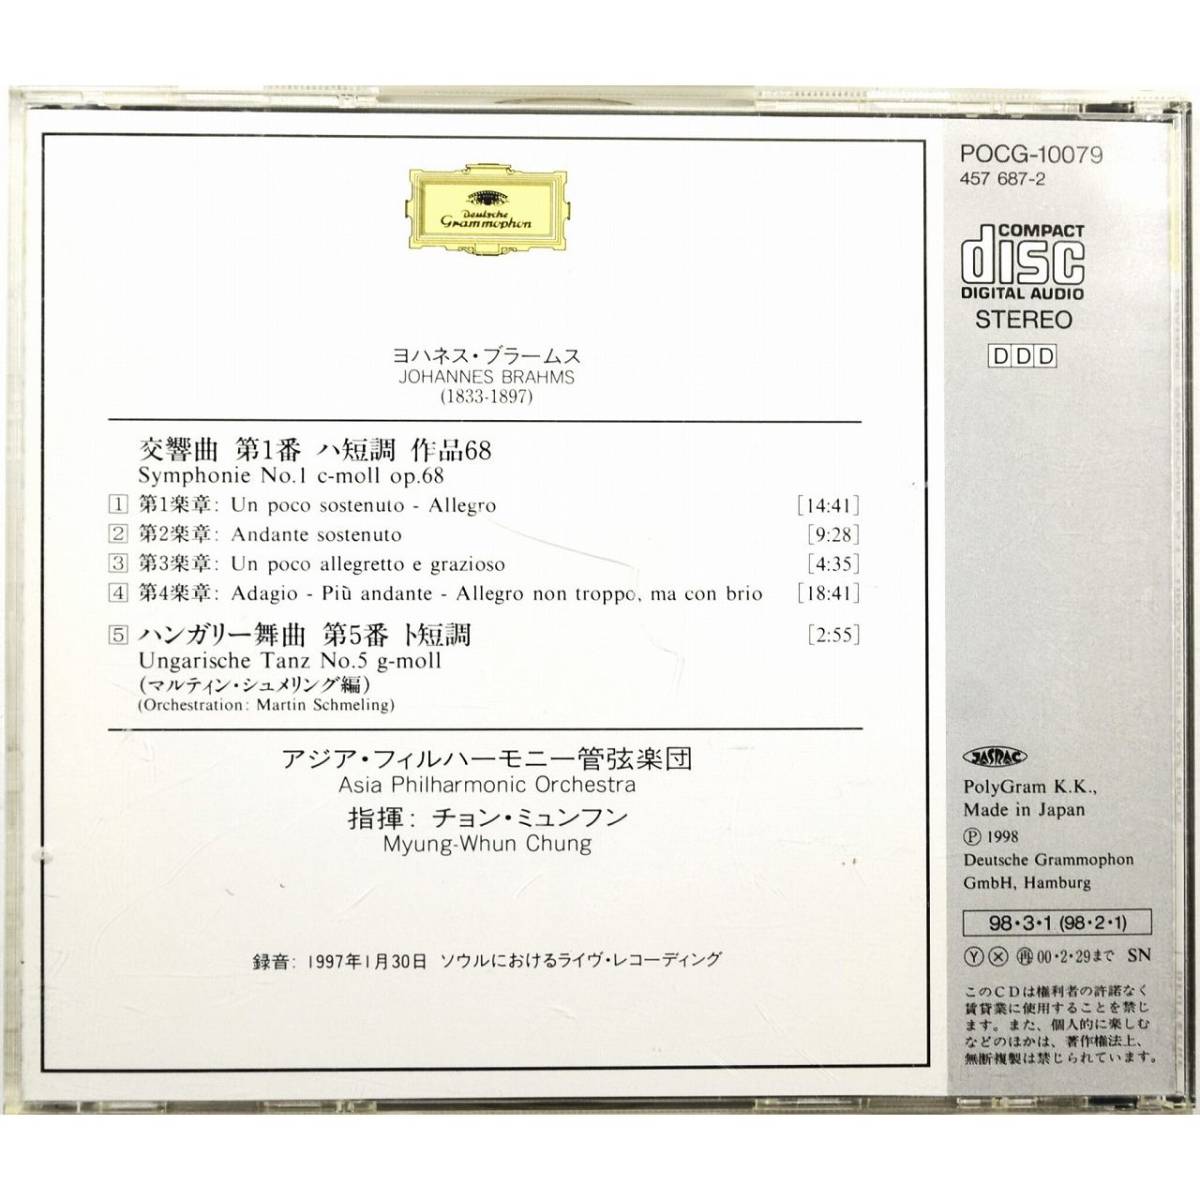 Deutsche
Grammophon
ヨハネス・ブラームス
JOHANNES BRAHMS
(1833-1897)
交響曲 第1番 ハ短調 作品68
Symphonie No.1 c-moll op.68
1 第1楽章: Un poco sostenuto - Allegro [14:41]
2 第2楽章: Andante sostenuto [9:28]
3 第3楽章: Un poco allegretto e grazioso [4:35]
4 第4楽章: Adagio - Più andante - Allegro non troppo, ma con brio [18:41]
5 ハンガリー舞曲 第5番 ト短調 [2:55]
Ungarische Tanz No.5 g-moll
(マルティン・シュメリング編)
(Orchestration: Martin Schmeling)
アジア・フィルハーモニー管弦楽団
Asia Philharmonic Orchestra
指揮: チョン・ミュンフン
Myung-Whun Chung
録音: 1997年1月30日 ソウルにおけるライヴ・レコーディング
POCG-10079
457 687-2
COMPACT
disc
DIGITAL AUDIO
STEREO
DDD
JASRAC
PolyGram K.K.,
Made in Japan
Ⓟ 1998
Deutsche Grammophon
GmbH, Hamburg
98・3・1 (98・2・1)
Ⓨ Ⓧ 再 00・2・29まで SN
このCDは権利者の許諾なく
賃貸業に使用することを禁じ
ます。また、個人的に楽しむ
などのほかは、著作権法上、
無断複製は禁じられています。